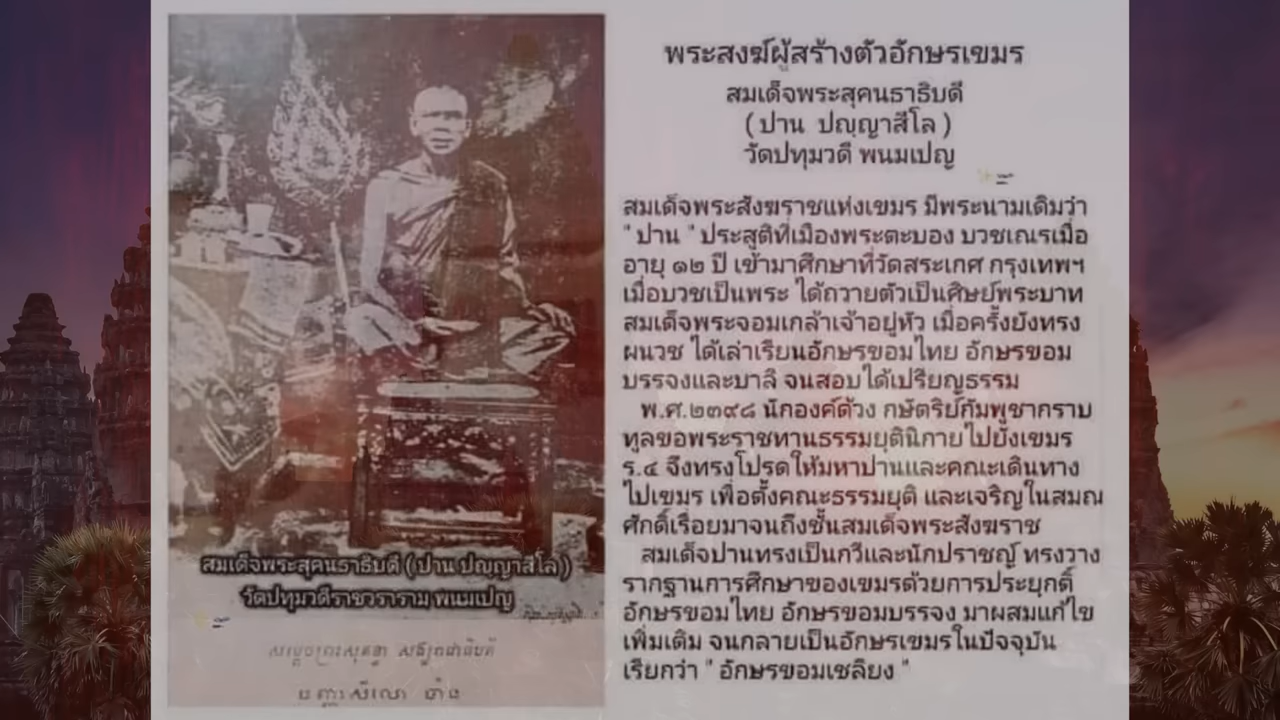 พระสงฆ์ผู้สร้างตัวอักษรเขมร
สมเด็จพระสุคนธาธิบดี
( ปาน ปญฺญาสีโล )
วัดปทุมวดี พนมเปญ
สมเด็จพระสังฆราชแห่งเขมร มีพระนามเดิมว่า
" ปาน " ประสูติที่เมืองพระตะบอง บวชเณรเมื่อ
อายุ ๑๒ ปี เข้ามาศึกษาที่วัดสระเกศ กรุงเทพฯ
เมื่อบวชเป็นพระ ได้ถวายตัวเป็นศิษย์พระบาท
สมเด็จพระจอมเกล้าเจ้าอยู่หัว เมื่อครั้งยังทรง
ผนวช ได้เล่าเรียนอักษรขอมไทย อักษรขอม
บรรจงและบาลี จนสอบได้เปรียญธรรม
พ.ศ.๒๓๙๘ นักองค์ด้วง กษัตริย์กัมพูชากราบ
ทูลขอพระราชทานธรรมยุตินิกายไปยังเขมร
ร.๔ จึงทรงโปรดให้มหาปานและคณะเดินทาง
ไปเขมร เพื่อตั้งคณะธรรมยุติ และเจริญในสมณ
ศักดิ์เรื่อยมาจนถึงชั้นสมเด็จพระสังฆราช
สมเด็จปานทรงเป็นกวีและนักปราชญ์ ทรงวาง
รากฐานการศึกษาของเขมรด้วยการประยุกต์
อักษรขอมไทย อักษรขอมบรรจง มาผสมแก้ไข
เพิ่มเติม จนกลายเป็นอักษรเขมรในปัจจุบัน
เรียกว่า " อักษรขอมเชลียง "
สมเด็จพระสุคนธาธิบดี ( ปาน ปญฺญาสีโล )
วัดปทุมวดีราชวราราม พนมเปญ